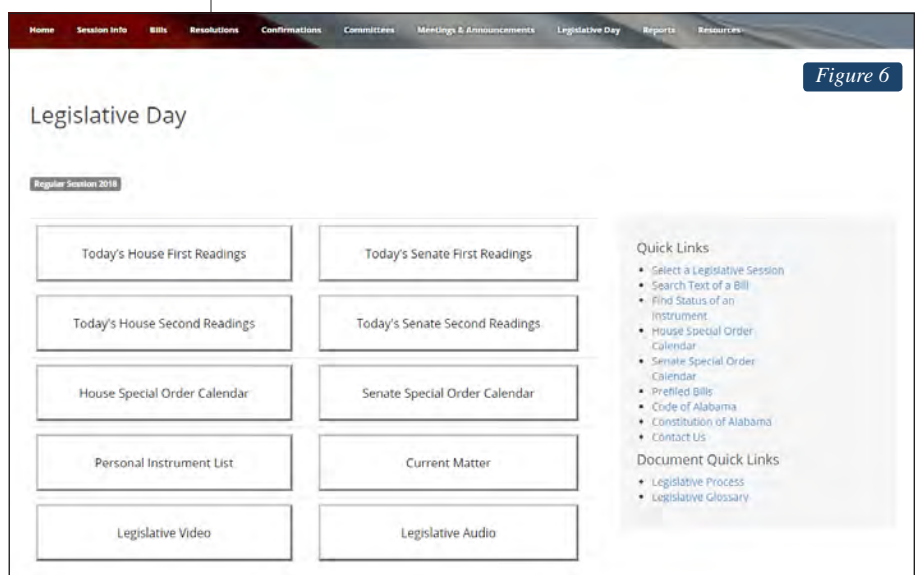 Home Session Info Bills Resolutions Confirmations Committees Meetings & Announcements Legislative Day Reports Resources
Figure 6
Legislative Day
Regular Session 2018
Today's House First Readings
Today's Senate First Readings
Today's House Second Readings
Today's Senate Second Readings
House Special Order Calendar
Senate Special Order Calendar
Personal Instrument List
Current Matter
Legislative Video
Legislative Audio
Quick Links
• Select a Legislative Session
• Search Text of a Bill
• Find Status of an
Instrument
• House Special Order
Calendar
• Senate Special Order
Calendar
• Prefiled Bills
• Code of Alabama
• Constitution of Alabama
• Contact Us
Document Quick Links
• Legislative Process
• Legislative Glossary